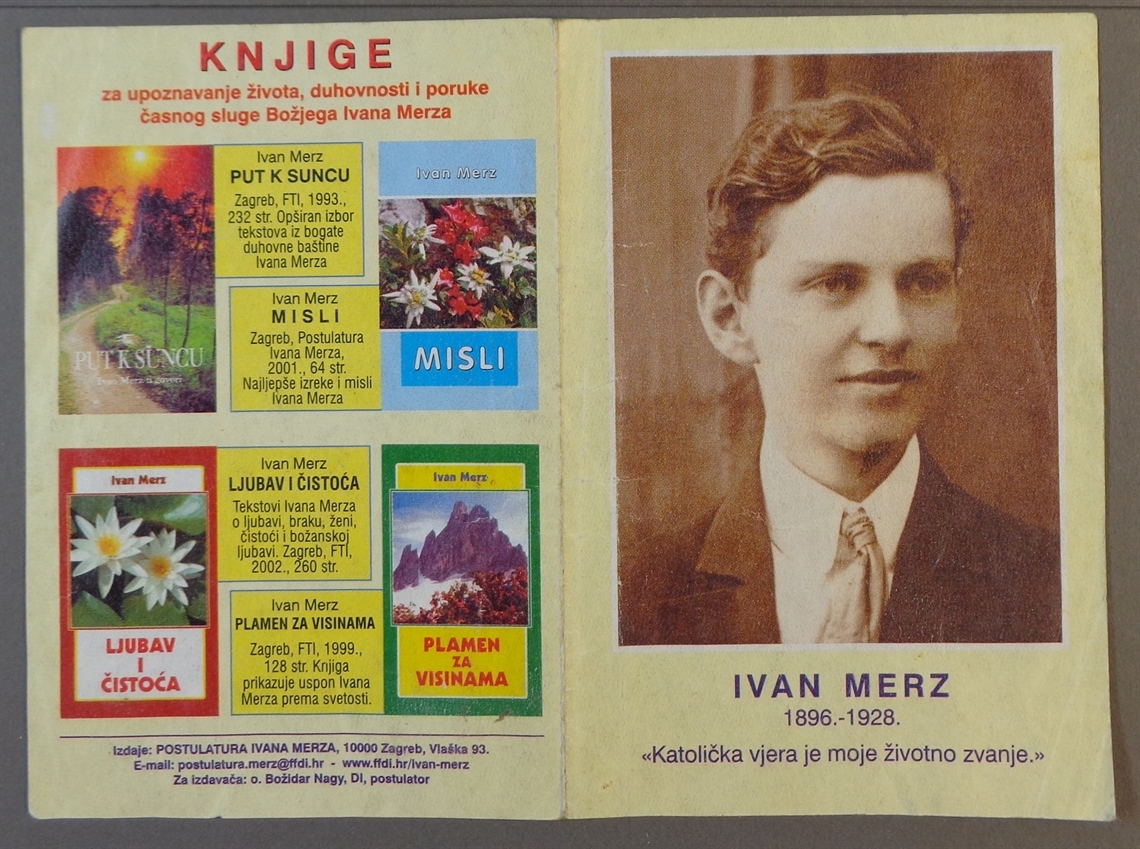 KNJIGE
za upoznavanje života, duhovnosti i poruke
časnog sluge Božjega Ivana Merza
PUT K SUNCU
Ivan Merz u govori
Ivan Merz
PUT K SUNCU
Zagreb, FTI, 1993.,
232 str. Opširan izbor
tekstova iz bogate
duhovne baštine
Ivana Merza
Ivan Merz
MISLI
Zagreb, Postulatura
Ivana Merza,
2001., 64 str.
Najljepše izreke i misli
Ivana Merza
Ivan Merz
MISLI
Ivan Merz
LJUBAV
I
ČISTOĆA
Ivan Merz
LJUBAV I ČISTOĆA
Tekstovi Ivana Merza
o ljubavi, braku, ženi,
čistoći i božanskoj
ljubavi. Zagreb, FTI,
2002., 260 str.
Ivan Merz
PLAMEN ZA VISINAMA
Zagreb, FTI, 1999.,
128 str. Knjiga
prikazuje uspon Ivana
Merza prema svetosti.
Ivan Merz
PLAMEN
ZA
VISINAMA
Izdaje: POSTULATURA IVANA MERZA, 10000 Zagreb, Vlaška 93.
E-mail: postulatura.merz@ffdi.hr - www.ffdi.hr/ivan-merz
Za izdavača: o. Božidar Nagy, DI, postulator
IVAN MERZ
1896.-1928.
«Katolička vjera je moje životno zvanje.»